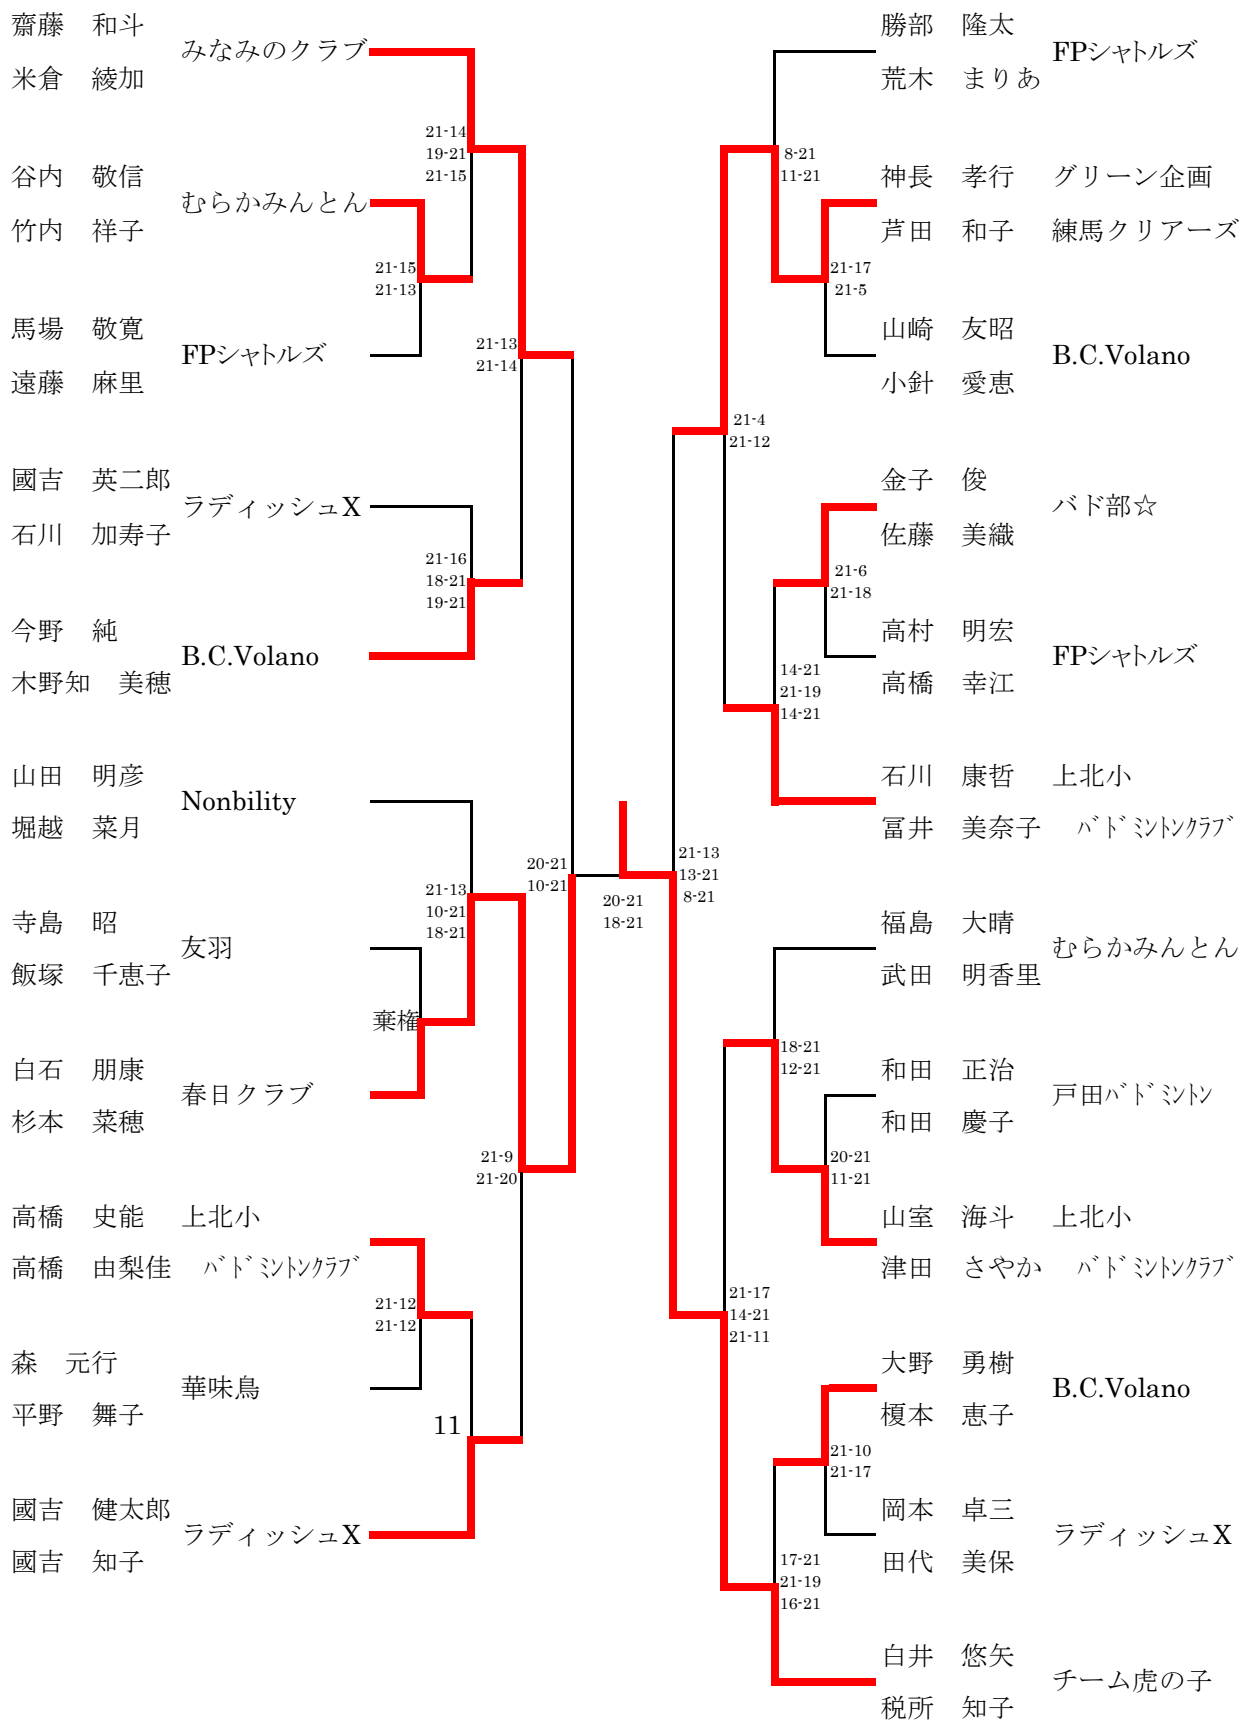 齋藤　和斗
みなみのクラブ
米倉　綾加
21-14
19-21
21-15
谷内　敬信
むらかみんとん
竹内　祥子
21-15
21-13
馬場　敬寛
FPシャトルズ
遠藤　麻里
21-13
21-14
國吉　英二郎
ラディッシュX
石川　加寿子
21-16
18-21
19-21
今野　純
B.C.Volano
木野知　美穂
山田　明彦
Nonbility
堀越　菜月
20-21
10-21
21-13
10-21
18-21
寺島　昭
友羽
飯塚　千恵子
棄権
白石　朋康
春日クラブ
杉本　菜穂
21-9
21-20
高橋　史能　上北小
高橋　由梨佳　バドミントンクラブ
21-12
21-12
森　元行
華味鳥
平野　舞子
11
國吉　健太郎
ラディッシュX
國吉　知子
20-21
18-21
勝部　隆太
FPシャトルズ
荒木　まりあ
8-21
11-21
神長　孝行　グリーン企画
芦田　和子　練馬クリアーズ
21-17
21-5
山崎　友昭
B.C.Volano
小針　愛恵
21-4
21-12
金子　俊
バド部☆
佐藤　美織
21-6
21-18
高村　明宏
FPシャトルズ
高橋　幸江
14-21
21-19
14-21
石川　康哲　上北小
冨井　美奈子　バドミントンクラブ
21-13
13-21
8-21
福島　大晴
むらかみんとん
武田　明香里
18-21
12-21
和田　正治
戸田バドミントン
和田　慶子
20-21
11-21
山室　海斗　上北小
津田　さやか　バドミントンクラブ
21-17
14-21
21-11
大野　勇樹
B.C.Volano
榎本　恵子
21-10
21-17
岡本　卓三
ラディッシュX
田代　美保
17-21
21-19
16-21
白井　悠矢
チーム虎の子
税所　知子